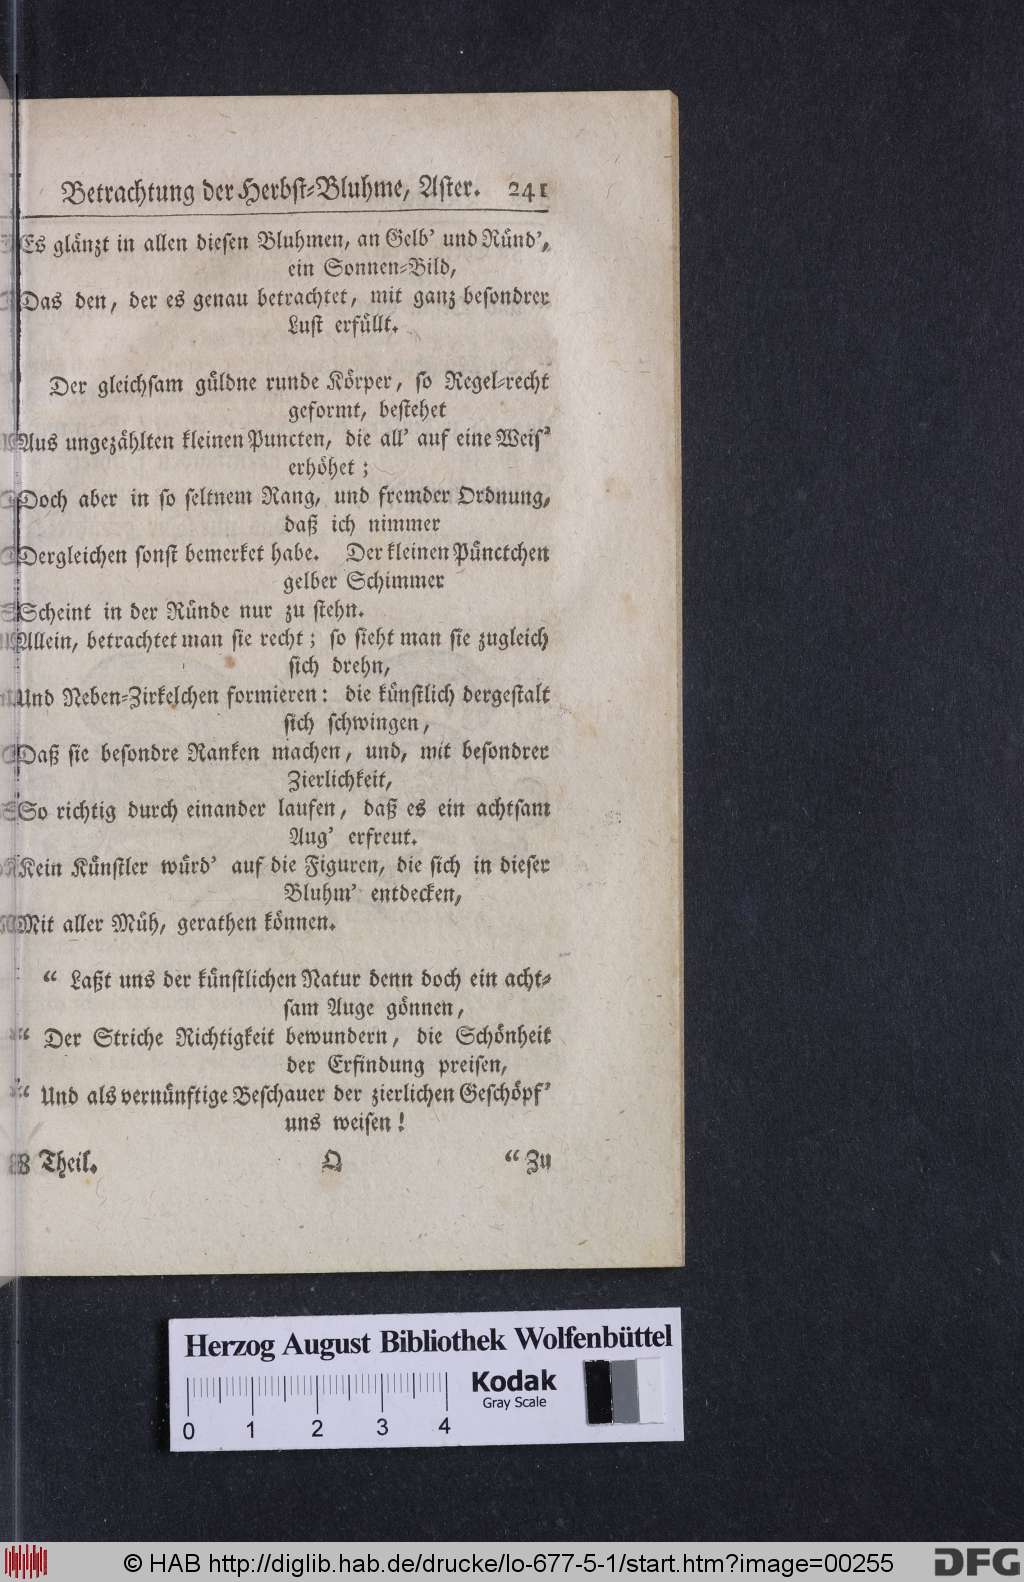 Betrachtung der Herbst-Bluhme, Aster. 241
Es glänzt in allen diesen Bluhmen, an Gelb' und Ründ',
ein Sonnen-Bild,
Das den, der es genau betrachtet, mit ganz besondrer
Lust erfüllt.
Der gleichsam güldne runde Körper, so Regel-recht
geformt, bestehet
Aus ungezählten kleinen Puncten, die all' auf eine Weis'
erhöhet;
Doch aber in so seltnem Rang, und fremder Ordnung,
daß ich nimmer
Dergleichen sonst bemerket habe. Der kleinen Pünctchen
gelber Schimmer
Scheint in der Ründe nur zu stehn.
Allein, betrachtet man sie recht; so sieht man sie zugleich
sich drehn,
Und Neben-Zirkelchen formieren: die künstlich dergestalt
sich schwingen,
Daß sie besondre Ranken machen, und, mit besondrer
Zierlichkeit,
So richtig durch einander laufen, daß es ein achtsam
Aug' erfreut.
Kein Künstler würd' auf die Figuren, die sich in dieser
Bluhm' entdecken,
Mit aller Müh, gerathen können.
“ Laßt uns der künstlichen Natur denn doch ein acht-
sam Auge gönnen,
“ Der Striche Richtigkeit bewundern, die Schönheit
der Erfindung preisen,
“ Und als vernünftige Beschauer der zierlichen Geschöpf'
uns weisen!
8 Theil. Q “ Zu
Herzog August Bibliothek Wolfenbüttel
Kodak
Gray Scale
0 1 2 3 4
© HAB http://diglib.hab.de/drucke/lo-677-5-1/start.htm?image=00255
DFG